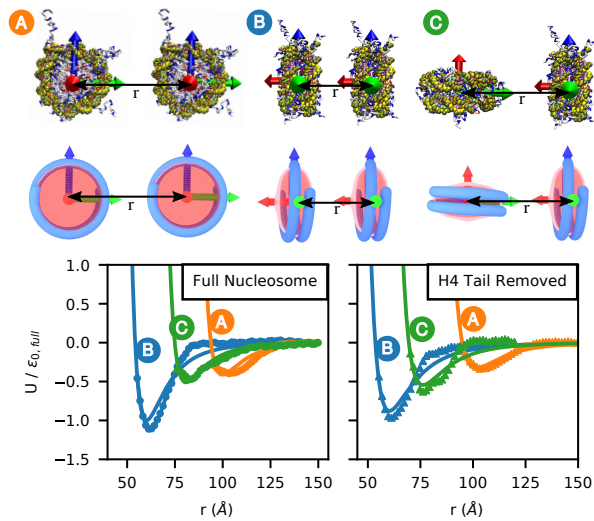 A B C
r r r
r r r
Full Nucleosome H4 Tail Removed
1.0
0.5
0.0
−0.5
−1.0
−1.5
U / ε0, full
A
B
C
A
B
C
50 75 100 125 150
50 75 100 125 150
r (Å) r (Å)